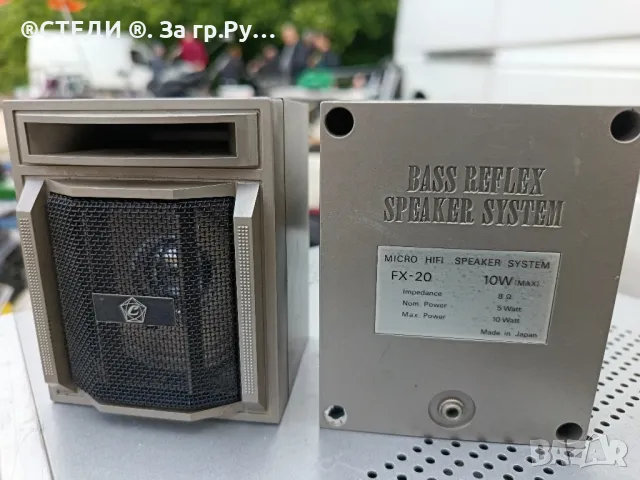 ®СТЕЛИ ®. За гр.Ру...
BASS REFLEX
SPEAKER SYSTEM
MICRO HIFI SPEAKER SYSTEM
FX-20 10W (MAX)
Impedance 8 Ω
Nom. Power 5 Watt
Max. Power 10 Watt
Made in Japan
BAZAR